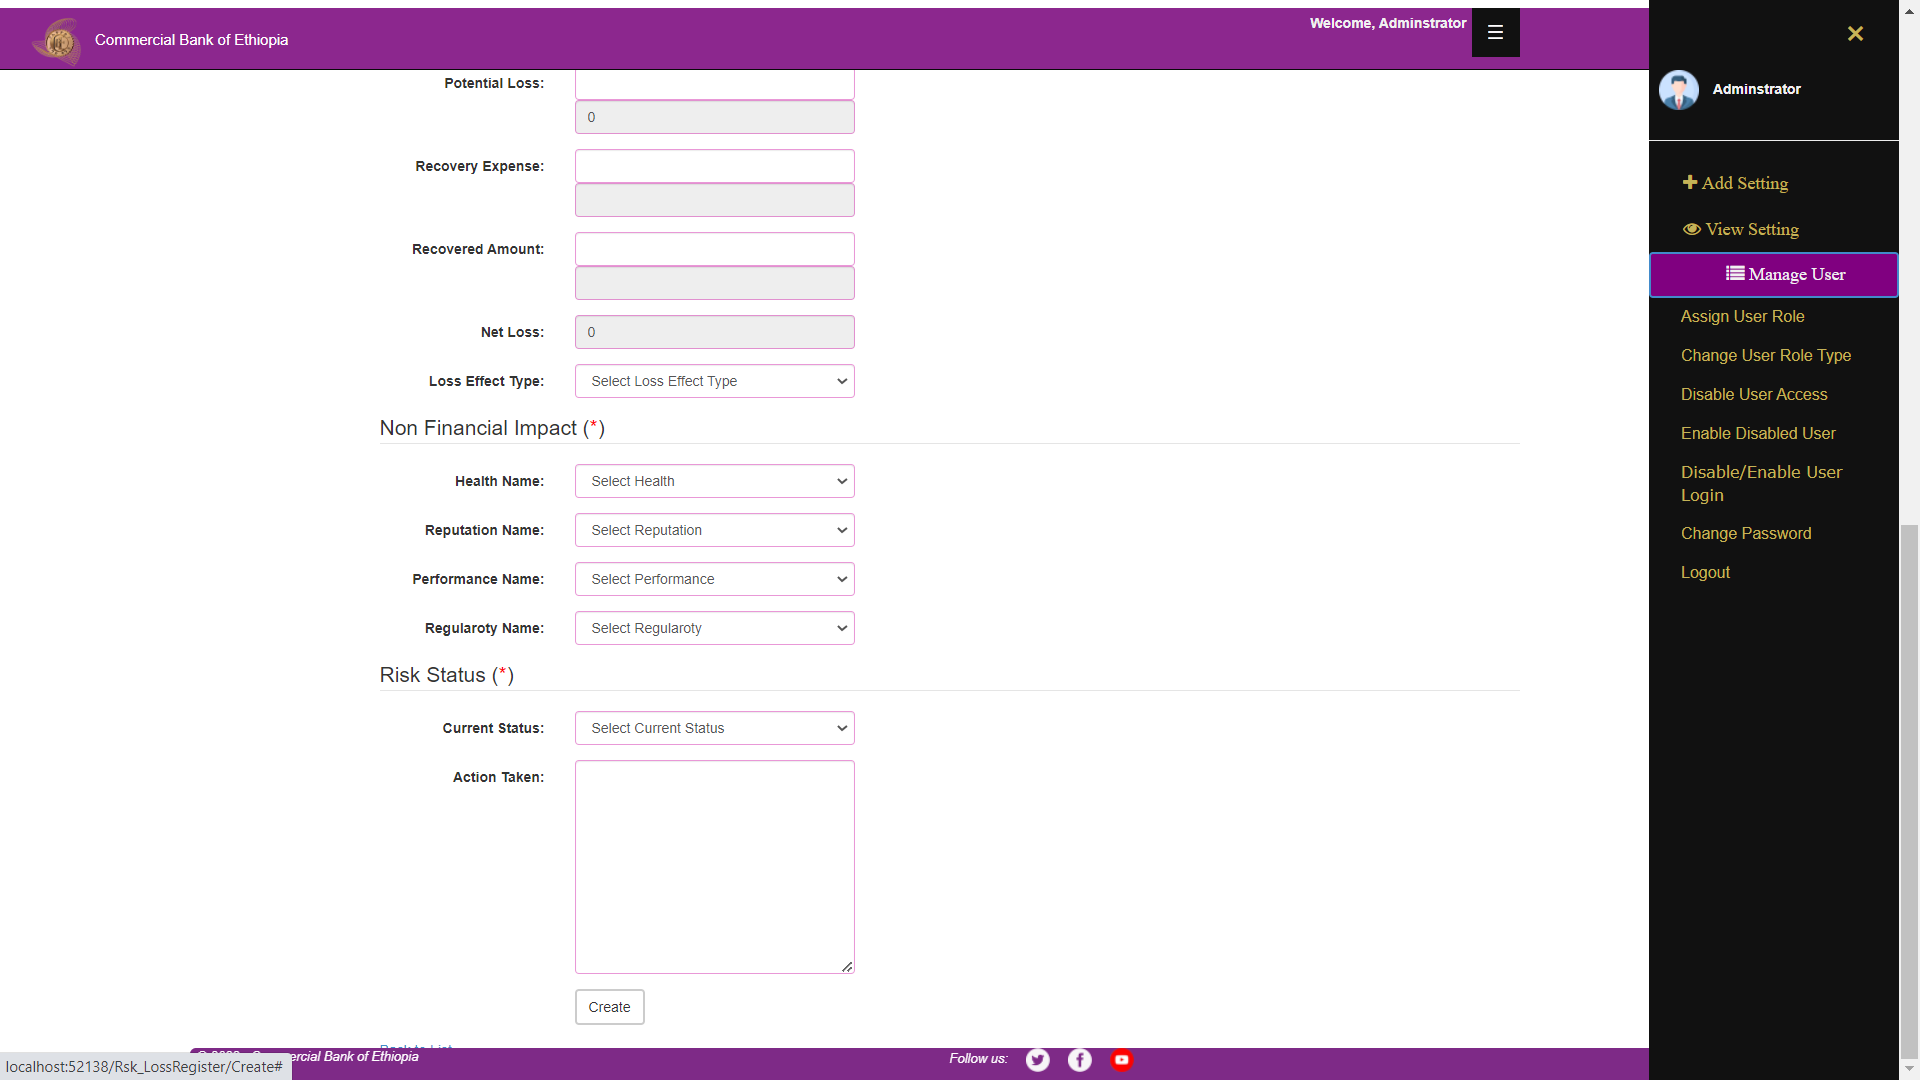 Commercial Bank of Ethiopia
Welcome, Adminstrator
☰
Potential Loss:
0
Recovery Expense:
Recovered Amount:
Net Loss:
0
Loss Effect Type:
Select Loss Effect Type
Non Financial Impact (*)
Health Name:
Select Health
Reputation Name:
Select Reputation
Performance Name:
Select Performance
Regularoty Name:
Select Regularoty
Risk Status (*)
Current Status:
Select Current Status
Action Taken:
Create
Back to List
ercial Bank of Ethiopia
Follow us:
localhost:52138/Rsk_LossRegister/Create#
×
Adminstrator
Add Setting
View Setting
Manage User
Assign User Role
Change User Role Type
Disable User Access
Enable Disabled User
Disable/Enable User
Login
Change Password
Logout